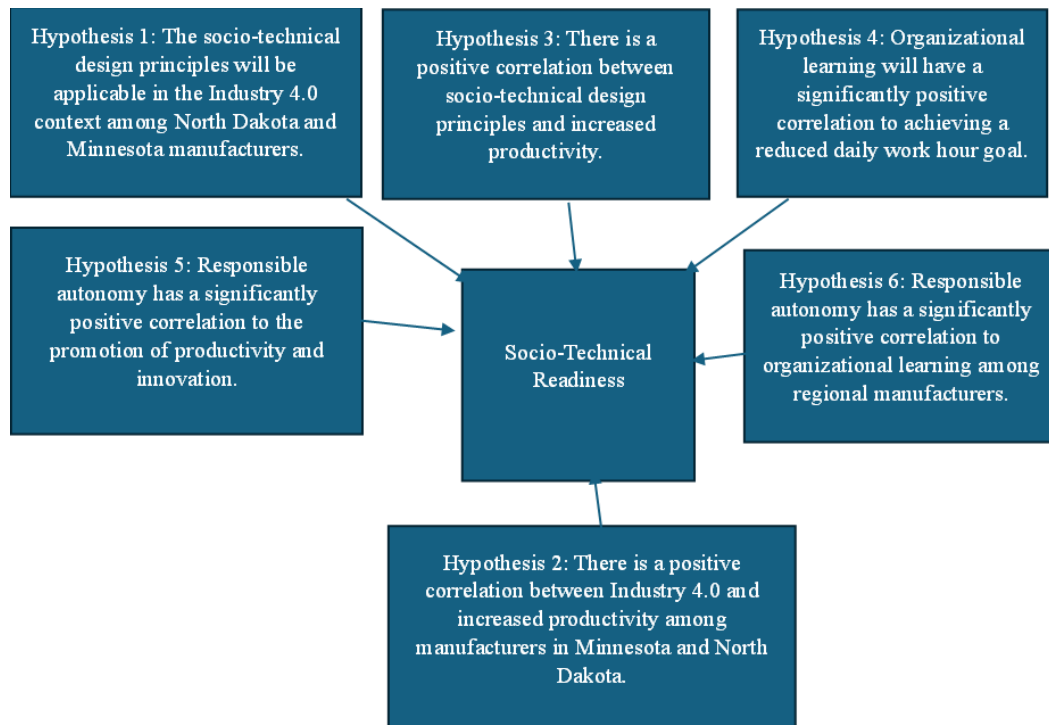 Hypothesis 1: The socio-technical
design principles will be
applicable in the Industry 4.0
context among North Dakota and
Minnesota manufacturers.
Hypothesis 3: There is a
positive correlation between
socio-technical design
principles and increased
productivity.
Hypothesis 4: Organizational
learning will have a
significantly positive
correlation to achieving a
reduced daily work hour goal.
Hypothesis 5: Responsible
autonomy has a significantly
positive correlation to the
promotion of productivity and
innovation.
Socio-Technical
Readiness
Hypothesis 6: Responsible
autonomy has a significantly
positive correlation to
organizational learning among
regional manufacturers.
Hypothesis 2: There is a positive
correlation between Industry 4.0 and
increased productivity among
manufacturers in Minnesota and North
Dakota.